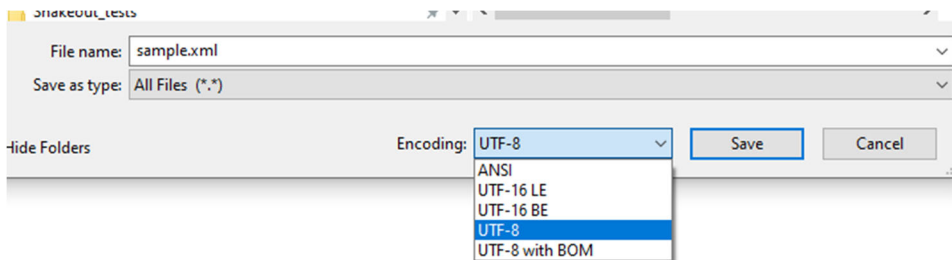 Shakeout_tests
File name: sample.xml
Save as type: All Files (*.*)
Hide Folders
Encoding: UTF-8
Save
Cancel
ANSI
UTF-16 LE
UTF-16 BE
UTF-8
UTF-8 with BOM